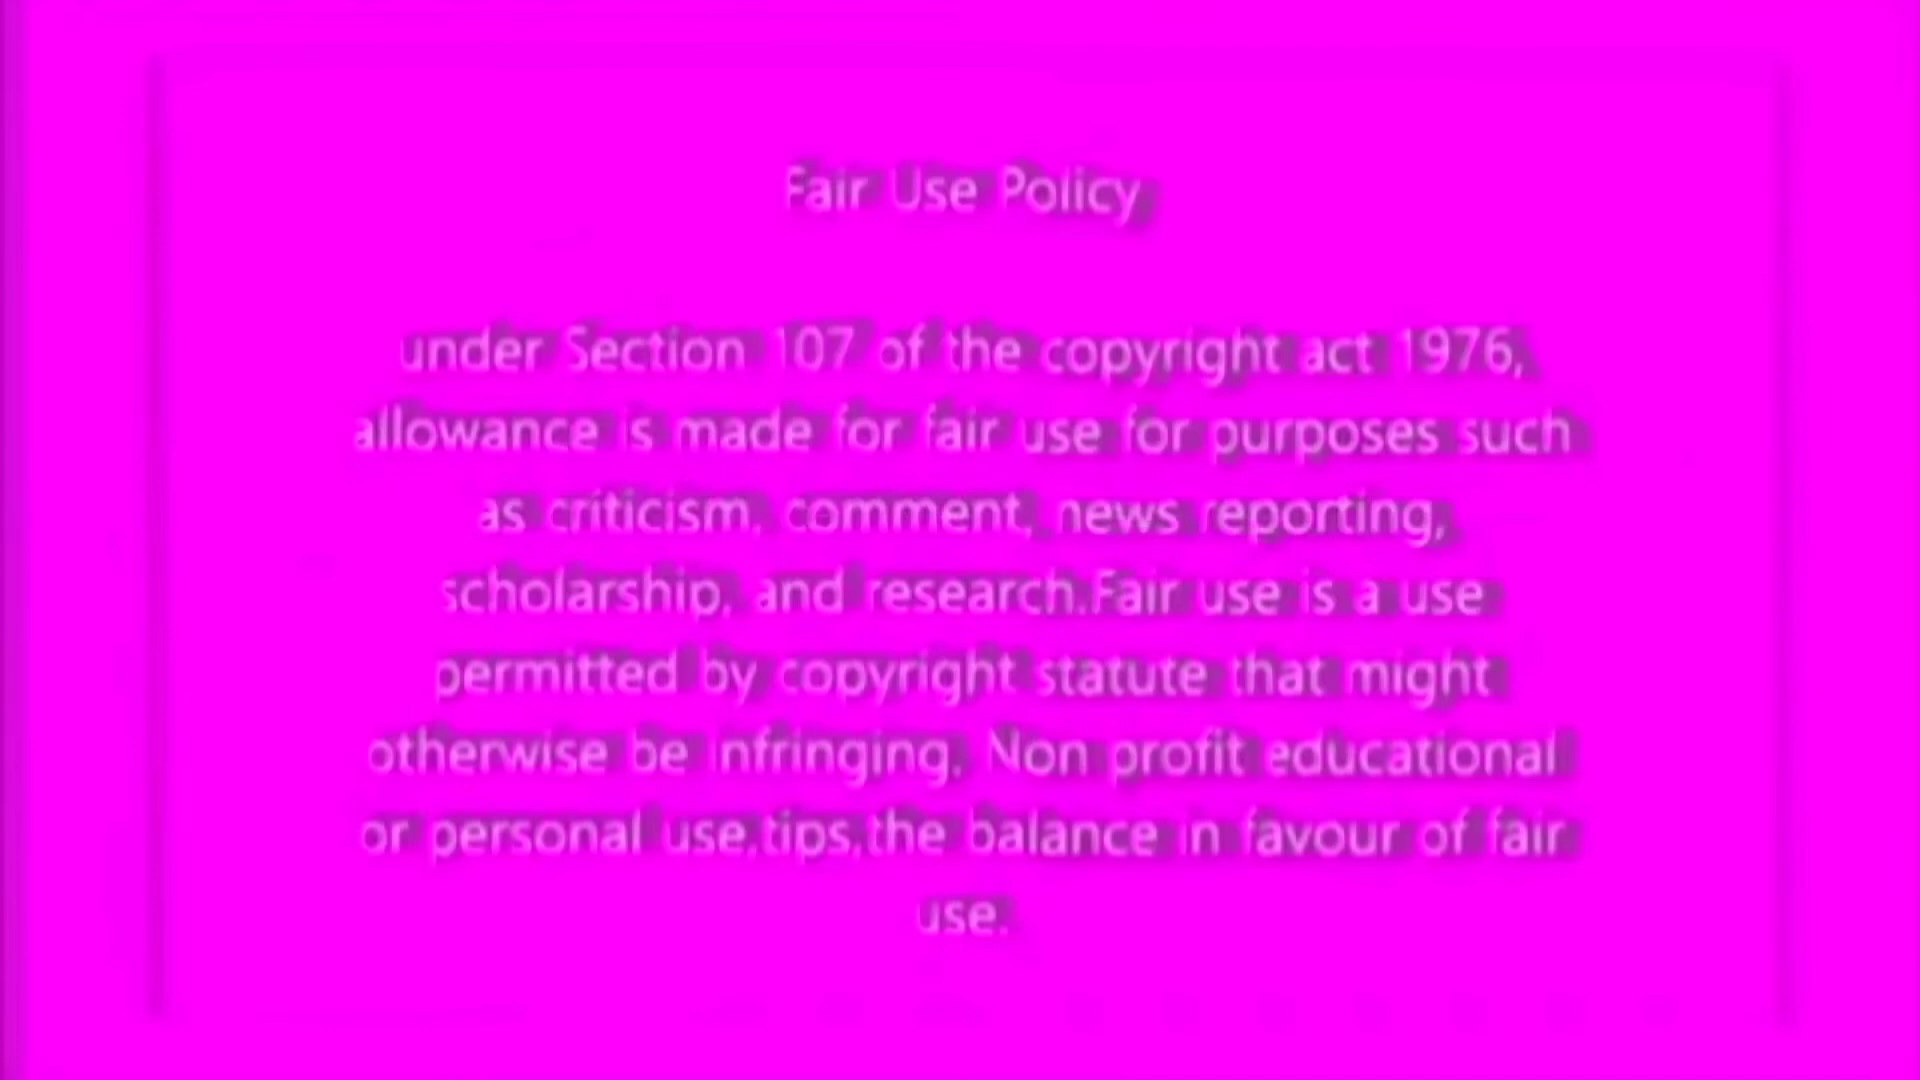 Fair Use Policy
under Section 107 of the copyright act 1976,
allowance is made for fair use for purposes such
as criticism, comment, news reporting,
scholarship, and research.Fair use is a use
permitted by copyright statute that might
otherwise be infringing. Non profit educational
or personal use,tips,the balance in favour of fair
use.